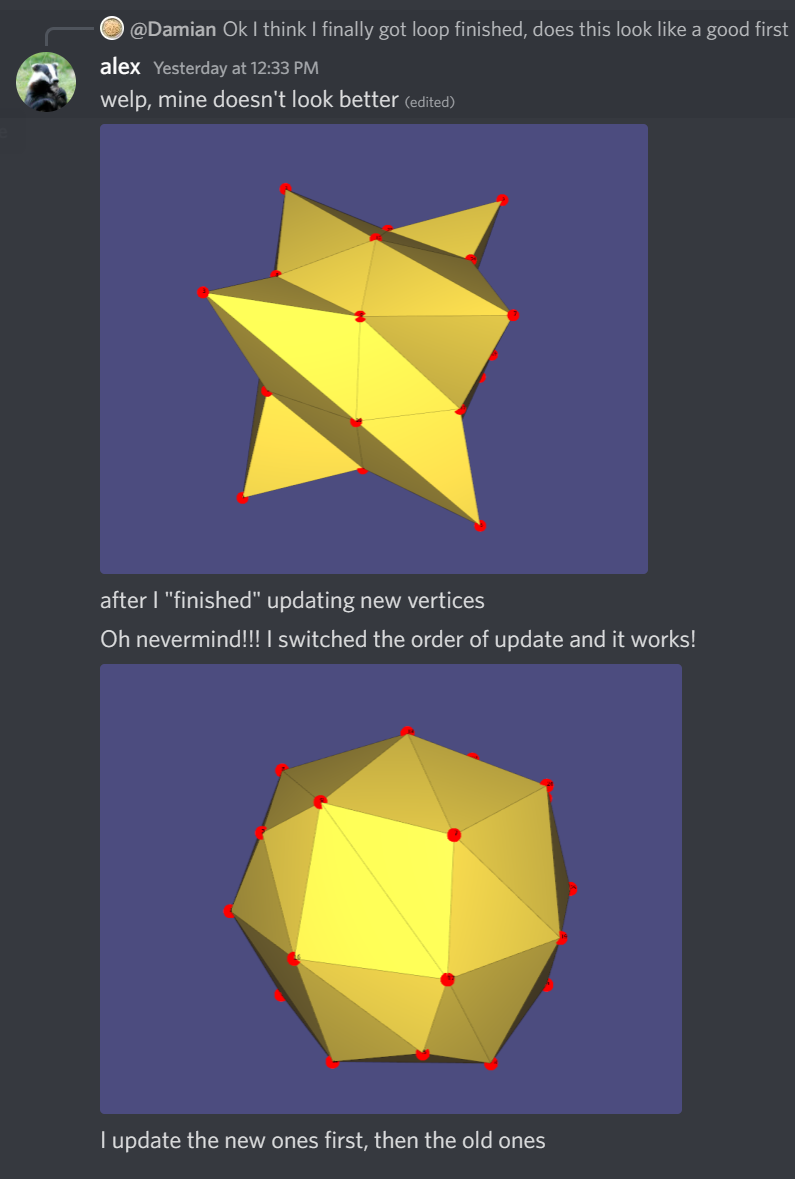 @Damian Ok I think I finally got loop finished, does this look like a good first
alex Yesterday at 12:33 PM
welp, mine doesn't look better (edited)
after I "finished" updating new vertices
Oh nevermind!!! I switched the order of update and it works!
I update the new ones first, then the old ones